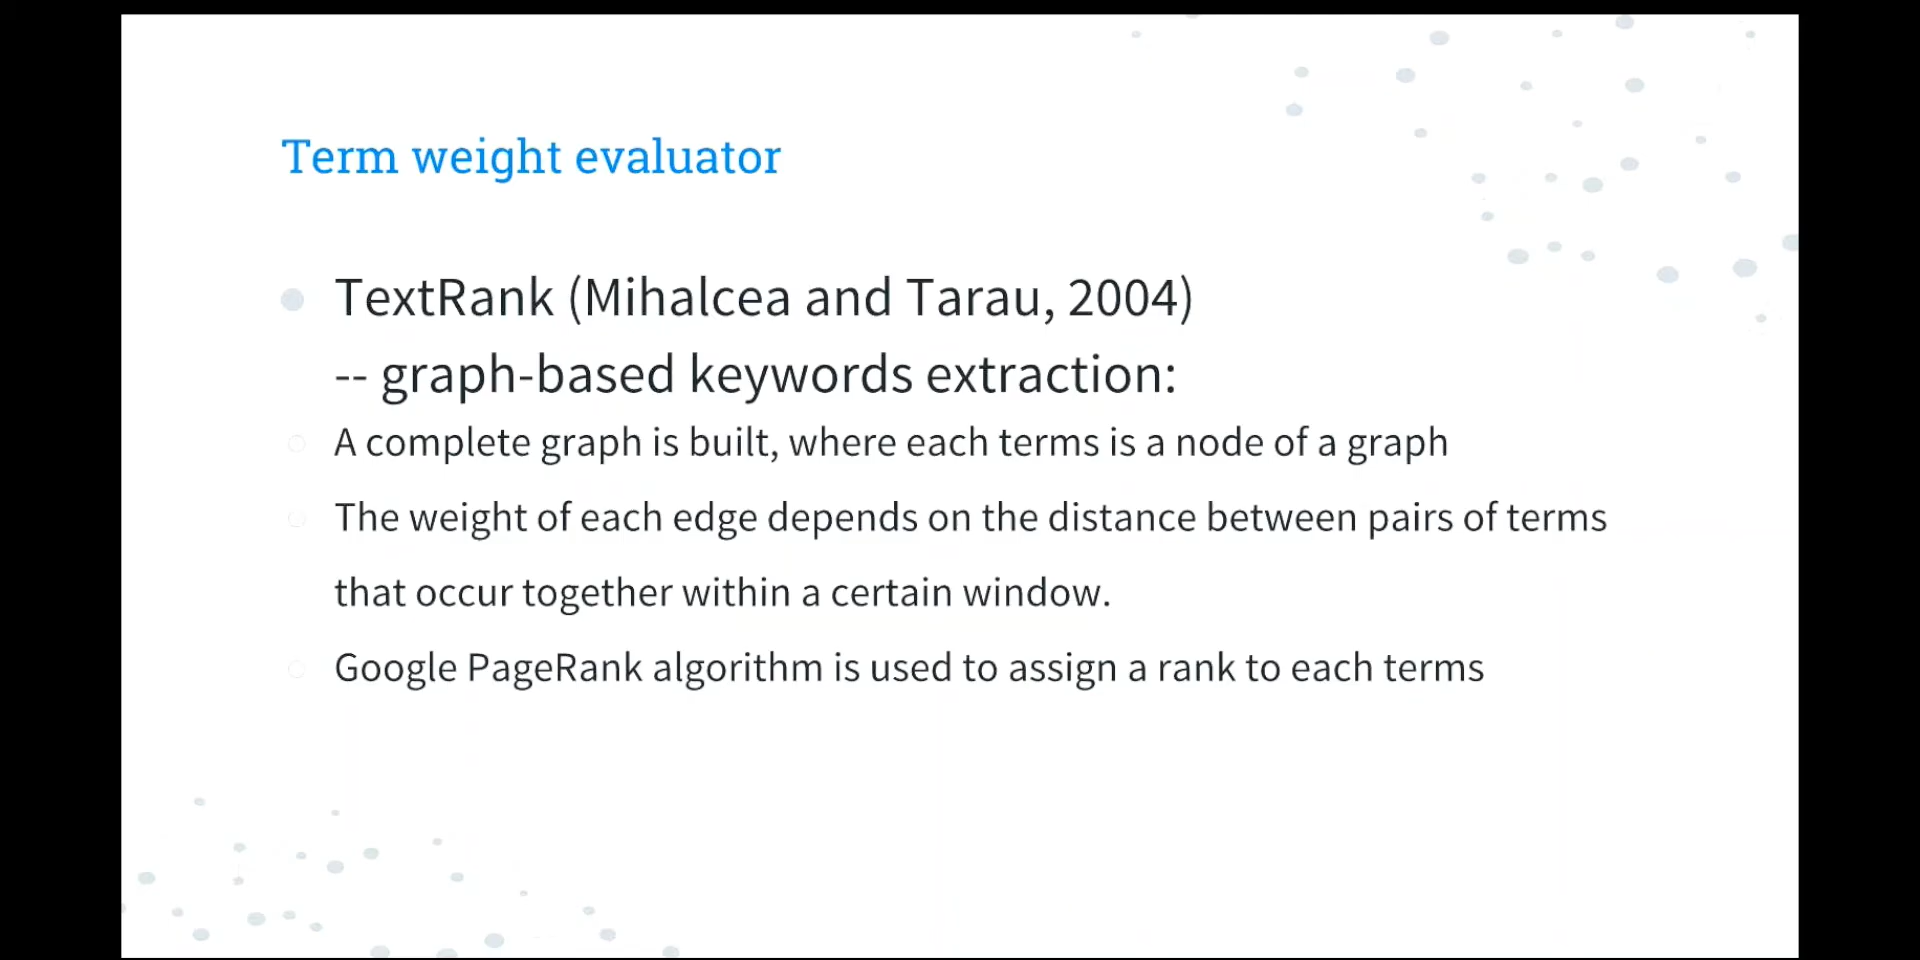 Term weight evaluator
TextRank (Mihalcea and Tarau, 2004)
-- graph-based keywords extraction:
A complete graph is built, where each terms is a node of a graph
The weight of each edge depends on the distance between pairs of terms
that occur together within a certain window.
Google PageRank algorithm is used to assign a rank to each terms